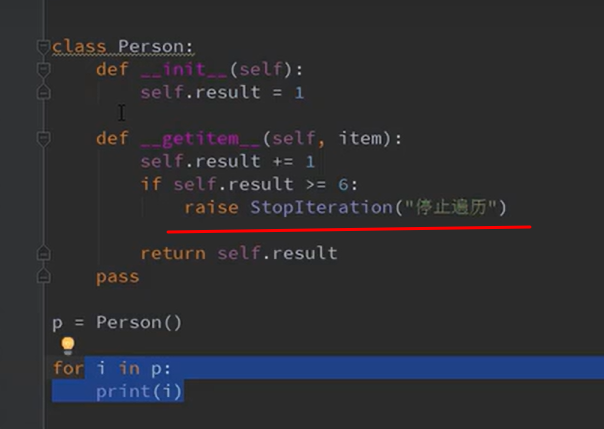 class Person:
    def __init__(self):
        self.result = 1
    def __getitem__(self, item):
        self.result += 1
        if self.result >= 6:
            raise StopIteration("停止遍历")
        return self.result
    pass
p = Person()
for i in p:
    print(i)